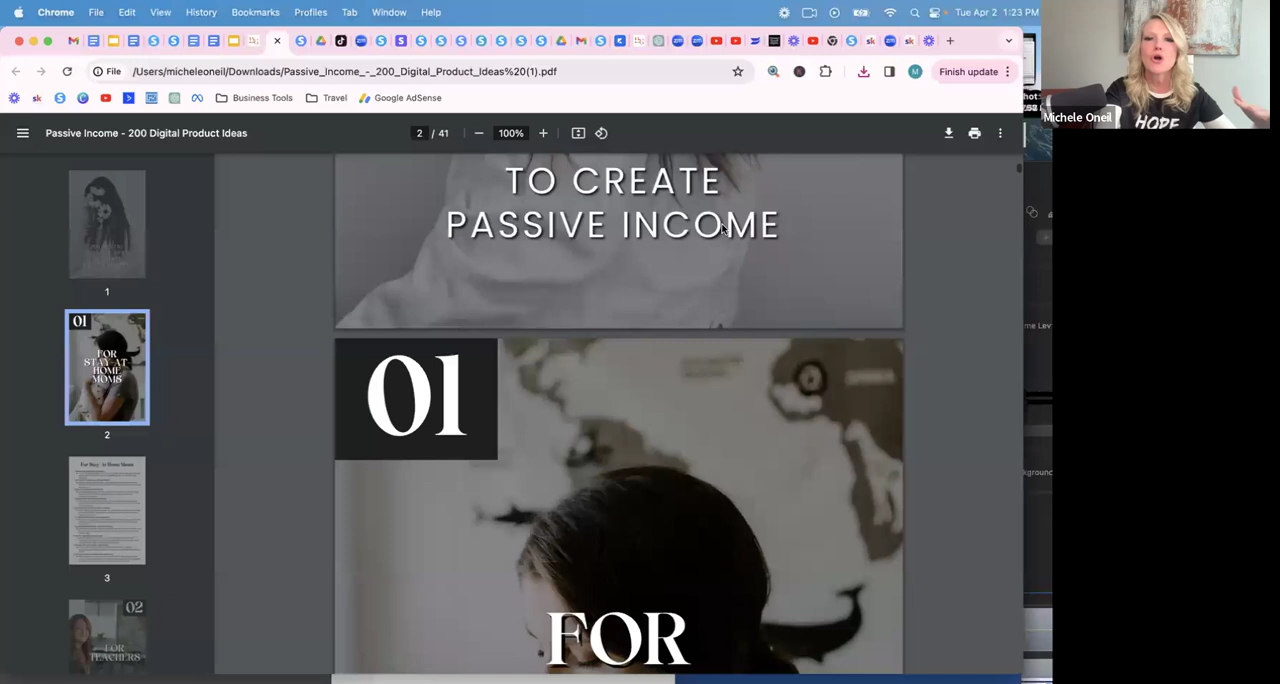 Chrome File Edit View History Bookmarks Profiles Tab Window Help Tue Apr 2 1:23 PM
File /Users/micheleoneil/Downloads/Passive_Income_-_200_Digital_Product_Ideas%20(1).pdf Finish update
Business Tools Travel Google AdSense
Passive Income - 200 Digital Product Ideas 2 / 41 100%
Michele Oneil
HOPE
TO CREATE
PASSIVE INCOME
1
01
FOR
STAY-AT-
HOME
MOMS
2
For Stay-At-Home Moms
3
02
FOR
TEACHERS
01
FOR